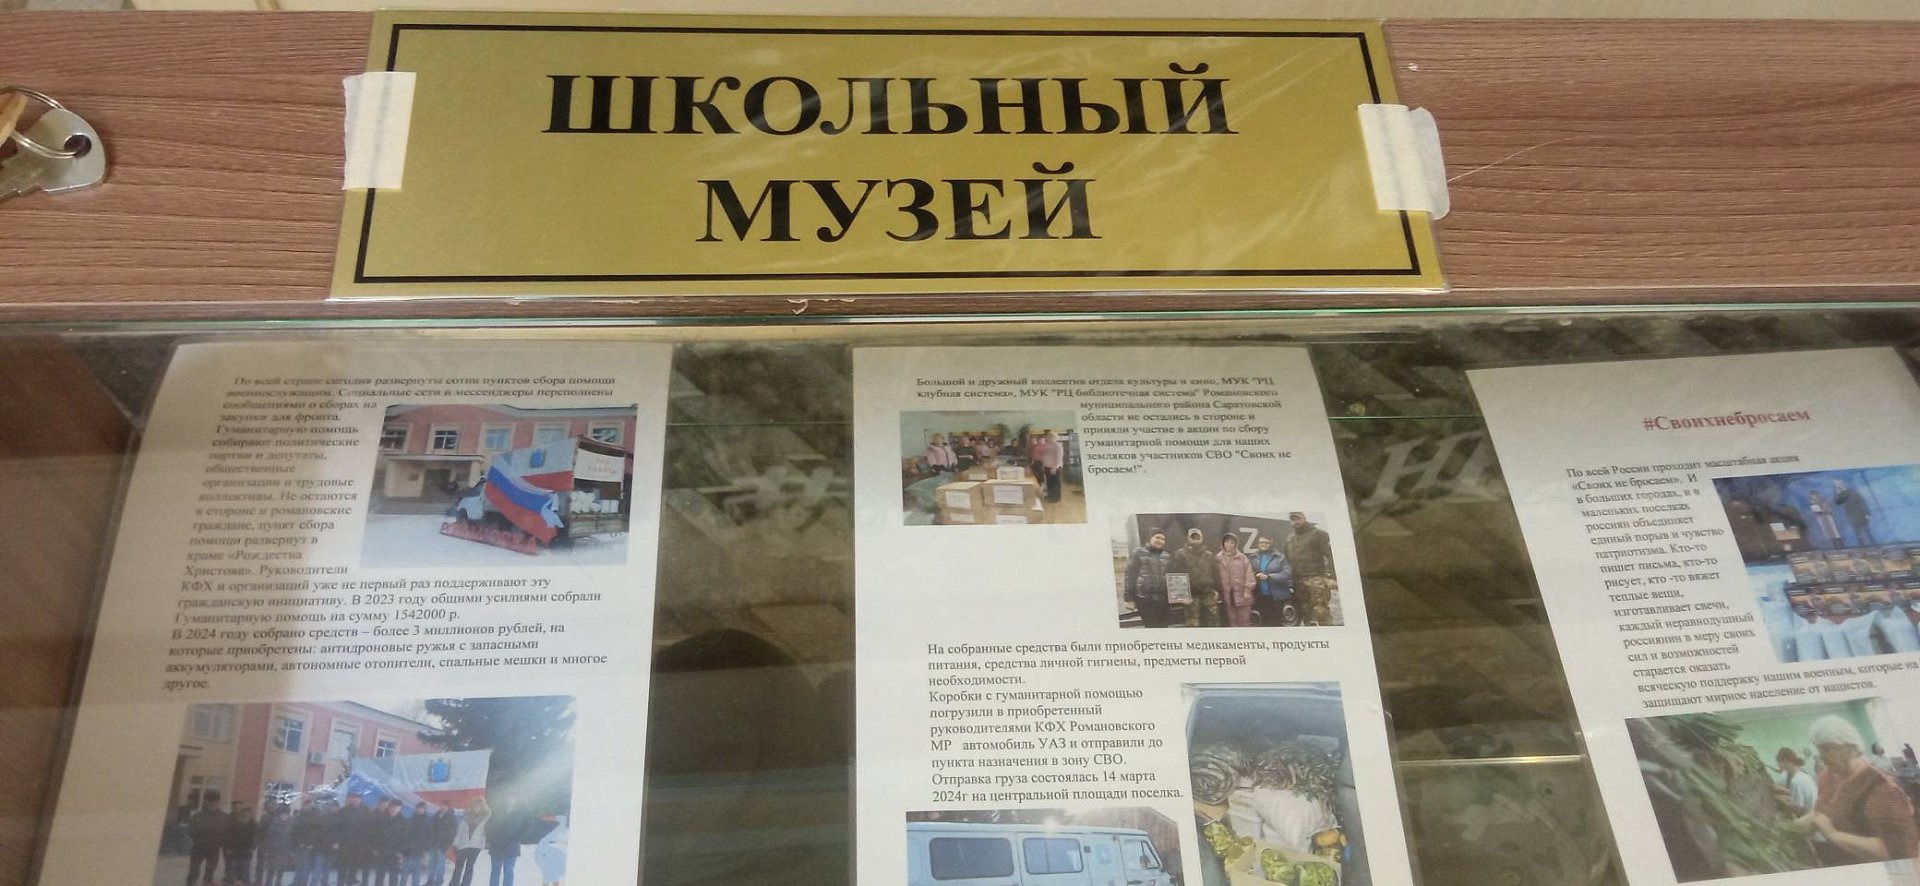 ШКОЛЬНЫЙ
МУЗЕЙ
По всей стране сегодня развернуты сотни пунктов сбора помощи
военнослужащим. Социальные сети и мессенджеры переполнены
сообщениями о сборах на
закупки для фронта.
Гуманитарную помощь
собирают политические
партии и депутаты,
общественные
организации и трудовые
коллективы. Не остаются
в стороне и романовские
граждане, пункт сбора
помощи развернут в
храме «Рождества
Христова». Руководители
КФХ и организаций уже не первый раз поддерживают эту
гражданскую инициативу. В 2023 году общими усилиями собрали
Гуманитарную помощь на сумму 1542000 р.
В 2024 году собрано средств – более 3 миллионов рублей, на
которые приобретены: антидроновые ружья с запасными
аккумуляторами, автономные отопители, спальные мешки и многое
другое.
Большой и дружный коллектив отдела культуры и кино, МУК "РЦ
клубная система», МУК "РЦ библиотечная система" Романовского
муниципального района Саратовской
области не остались в стороне и
приняли участие в акции по сбору
гуманитарной помощи для наших
земляков участников СВО "Своих не
бросаем!".
Z
На собранные средства были приобретены медикаменты, продукты
питания, средства личной гигиены, предметы первой
необходимости.
Коробки с гуманитарной помощью
погрузили в приобретенный
руководителями КФХ Романовского
МР автомобиль УАЗ и отправили до
пункта назначения в зону СВО.
Отправка груза состоялась 14 марта
2024г на центральной площади поселка.
#Своихнебросаем
По всей России проходит масштабная акция
«Своих не бросаем». И
в больших городах, и в
маленьких поселках
россиян объединяет
единый порыв и чувство
патриотизма. Кто-то
пишет письма, кто-то
рисует, кто -то вяжет
теплые вещи,
изготавливает свечи,
каждый неравнодушный
россиянин в меру своих
сил и возможностей
старается оказать
всяческую поддержку нашим военным, которые на
защищают мирное население от нацистов.